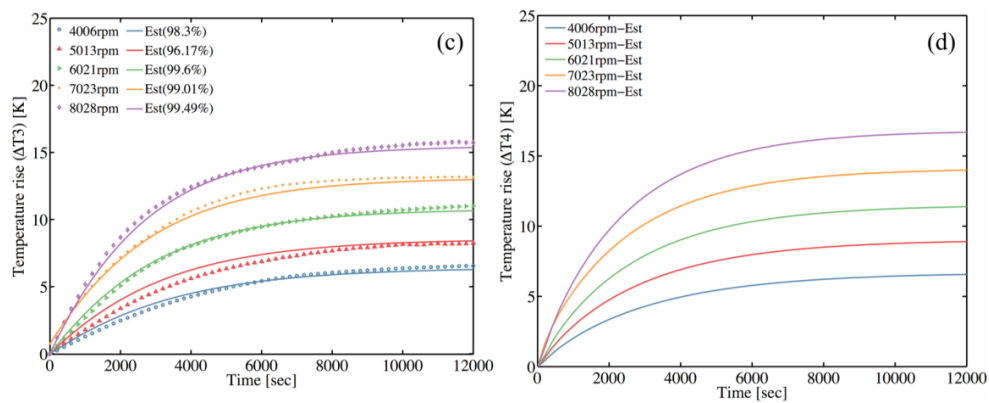 (c)
4006rpm Est(98.3%)
5013rpm Est(96.17%)
6021rpm Est(99.6%)
7023rpm Est(99.01%)
8028rpm Est(99.49%)
Temperature rise (ΔT3) [K]
25
20
15
10
5
0
0 2000 4000 6000 8000 10000 12000
Time [sec]
(d)
4006rpm−Est
5013rpm−Est
6021rpm−Est
7023rpm−Est
8028rpm−Est
Temperature rise (ΔT4) [K]
25
20
15
10
5
0
0 2000 4000 6000 8000 10000 12000
Time [sec]